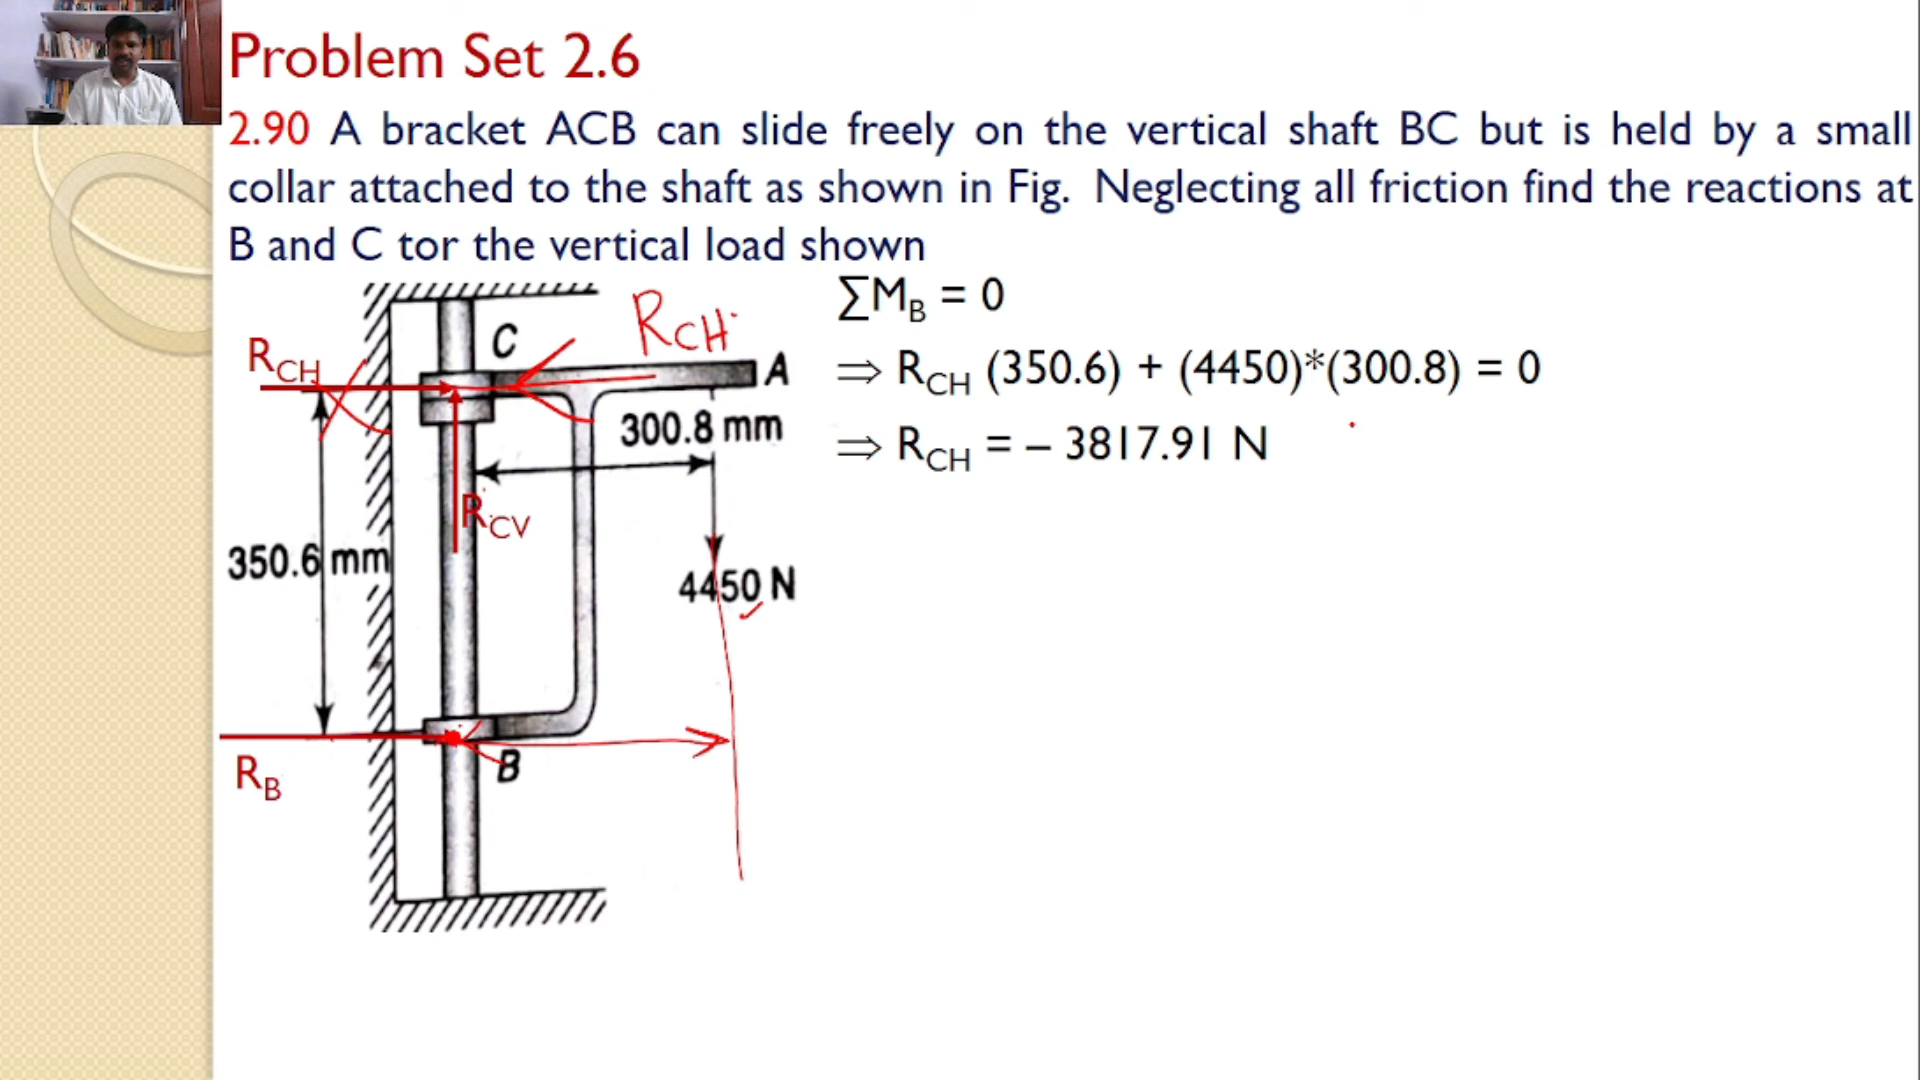 Problem Set 2.6
2.90 A bracket ACB can slide freely on the vertical shaft BC but is held by a small
collar attached to the shaft as shown in Fig. Neglecting all friction find the reactions at
B and C tor the vertical load shown
∑M_B = 0
⇒ R_CH (350.6) + (4450)*(300.8) = 0
⇒ R_CH = – 3817.91 N
R_CH
C
R_CH
A
300.8 mm
R_CV
350.6 mm
4450 N
R_B
B